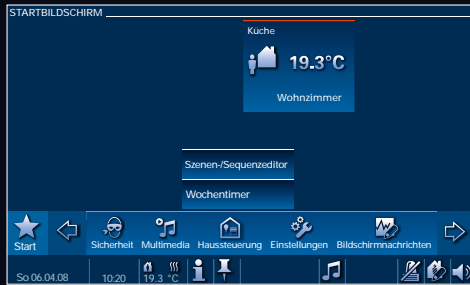 STARTBILDSCHIRM
Küche
19.3°C
Wohnzimmer
Szenen-/Sequenzeditor
Wochentimer
Start Sicherheit Multimedia Haussteuerung Einstellungen Bildschirmnachrichten
So 06.04.08 10:20 19.3 °C